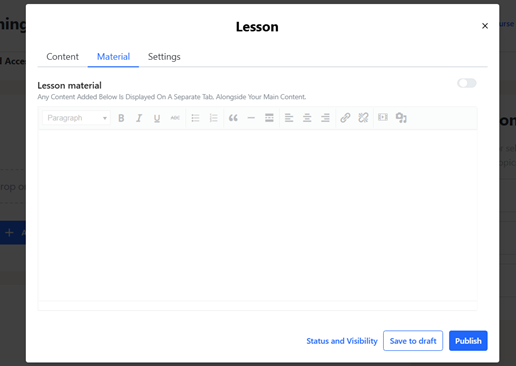 Lesson
Content Material Settings
Lesson material
Any Content Added Below Is Displayed On A Separate Tab, Alongside Your Main Content.
Paragraph
B I U ABC
Status and Visibility Save to draft Publish